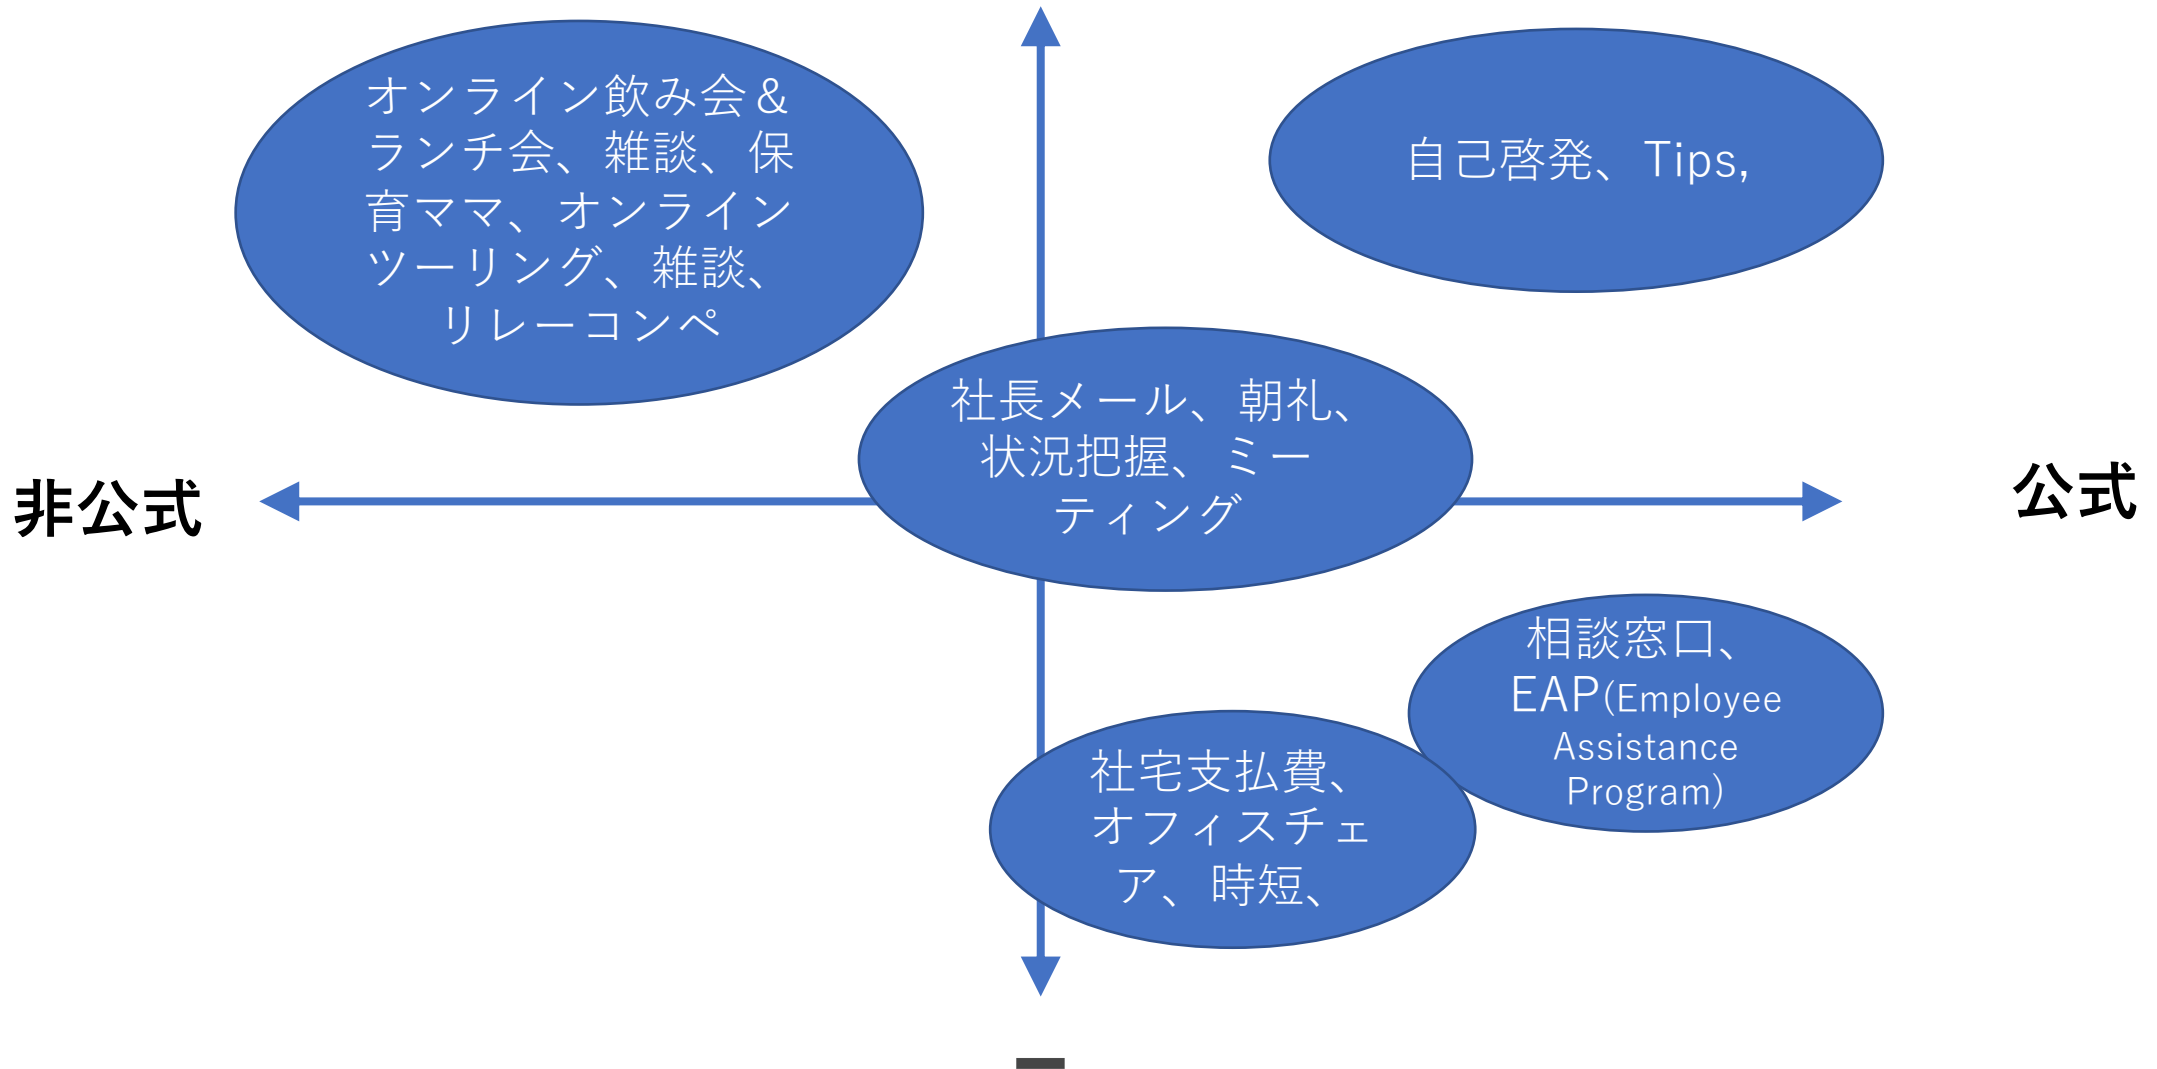 オンライン飲み会＆
ランチ会、雑談、保
育ママ、オンライン
ツーリング、雑談、
リレーコンペ
自己啓発、Tips,
社長メール、朝礼、
状況把握、ミー
ティング
非公式
公式
相談窓口、
EAP(Employee
Assistance
Program)
社宅支払費、
オフィスチェ
ア、時短、
ー